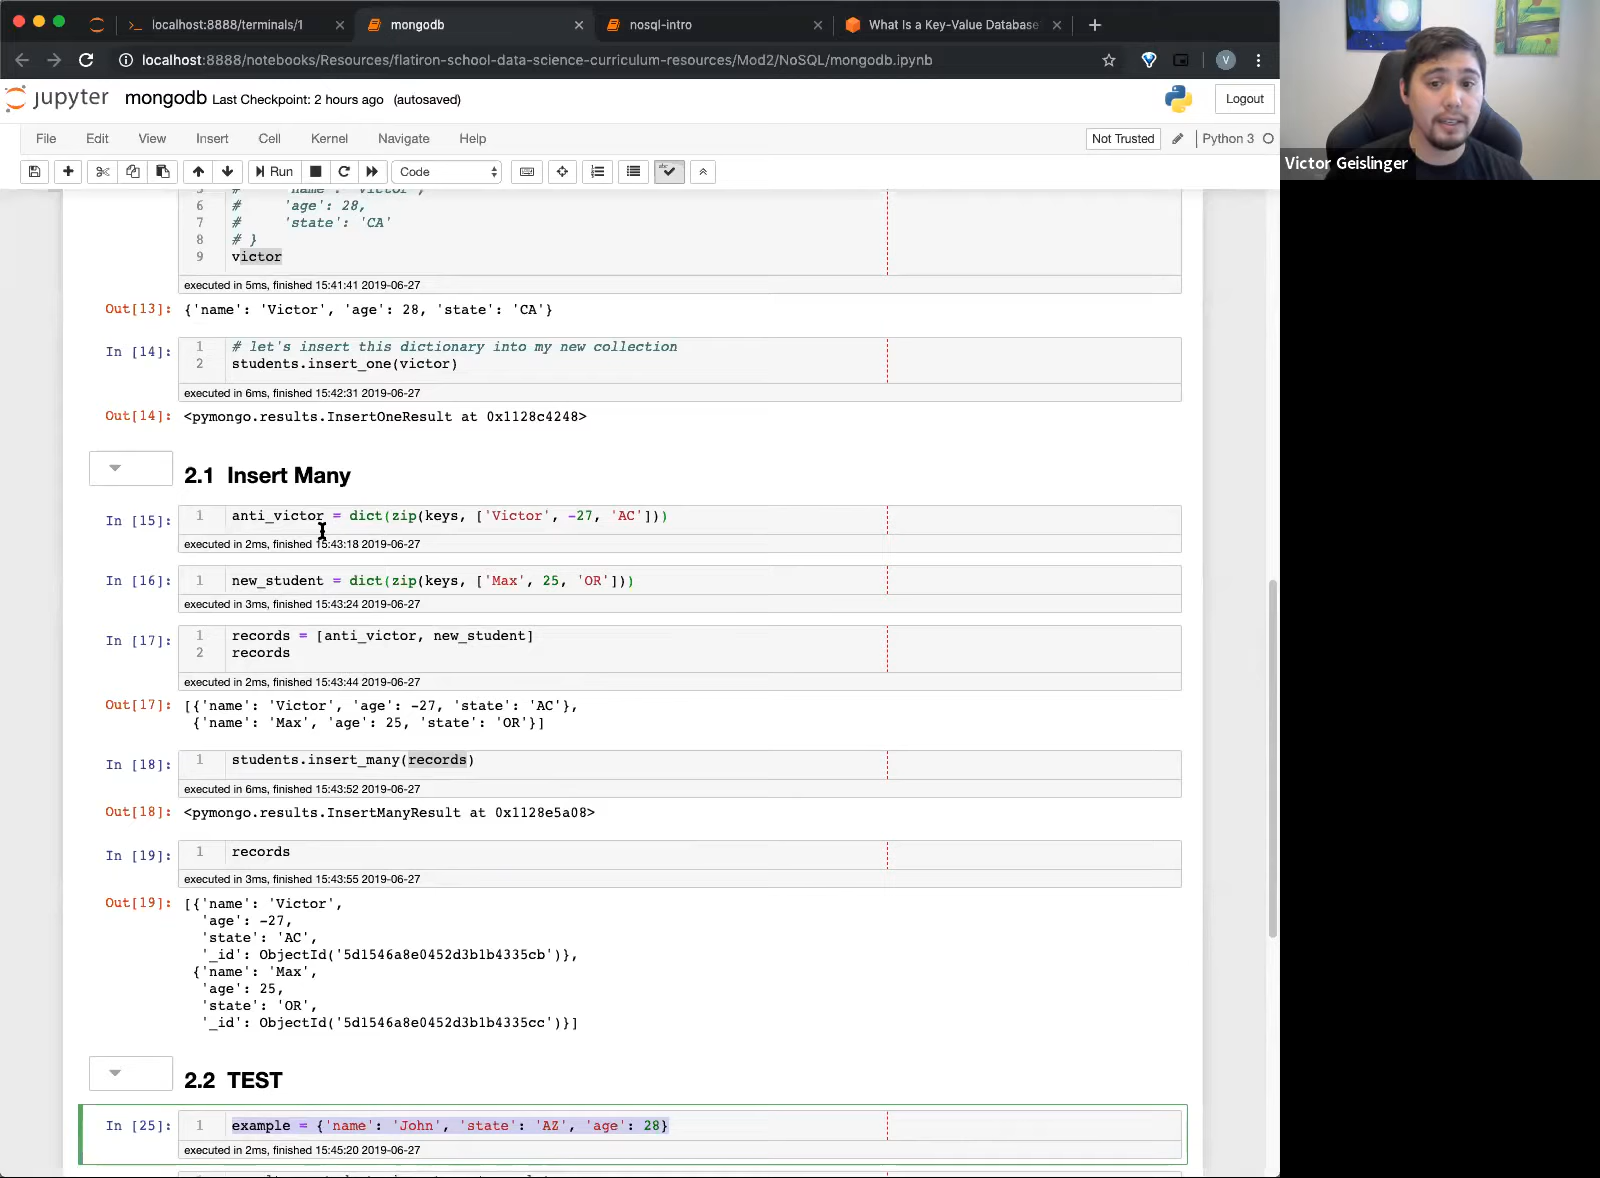 localhost:8888/terminals/1
mongodb
nosql-intro
What Is a Key-Value Database
localhost:8888/notebooks/Resources/flatiron-school-data-science-curriculum-resources/Mod2/NoSQL/mongodb.ipynb
V
jupyter mongodb Last Checkpoint: 2 hours ago (autosaved)
Logout
Victor Geislinger
File Edit View Insert Cell Kernel Navigate Help
Not Trusted
Python 3
Run
Code
5 # 'name': 'Victor',
6 # 'age': 28,
7 # 'state': 'CA'
8 # }
9 victor
executed in 5ms, finished 15:41:41 2019-06-27
Out[13]: {'name': 'Victor', 'age': 28, 'state': 'CA'}
In [14]: 1 # let's insert this dictionary into my new collection
2 students.insert_one(victor)
executed in 6ms, finished 15:42:31 2019-06-27
Out[14]: <pymongo.results.InsertOneResult at 0x1128c4248>
2.1 Insert Many
In [15]: 1 anti_victor = dict(zip(keys, ['Victor', -27, 'AC']))
executed in 2ms, finished 15:43:18 2019-06-27
In [16]: 1 new_student = dict(zip(keys, ['Max', 25, 'OR']))
executed in 3ms, finished 15:43:24 2019-06-27
In [17]: 1 records = [anti_victor, new_student]
2 records
executed in 2ms, finished 15:43:44 2019-06-27
Out[17]: [{'name': 'Victor', 'age': -27, 'state': 'AC'},
{'name': 'Max', 'age': 25, 'state': 'OR'}]
In [18]: 1 students.insert_many(records)
executed in 6ms, finished 15:43:52 2019-06-27
Out[18]: <pymongo.results.InsertManyResult at 0x1128e5a08>
In [19]: 1 records
executed in 3ms, finished 15:43:55 2019-06-27
Out[19]: [{'name': 'Victor',
'age': -27,
'state': 'AC',
'_id': ObjectId('5d1546a8e0452d3b1b4335cb')},
{'name': 'Max',
'age': 25,
'state': 'OR',
'_id': ObjectId('5d1546a8e0452d3b1b4335cc')}]
2.2 TEST
In [25]: 1 example = {'name': 'John', 'state': 'AZ', 'age': 28}
executed in 2ms, finished 15:45:20 2019-06-27